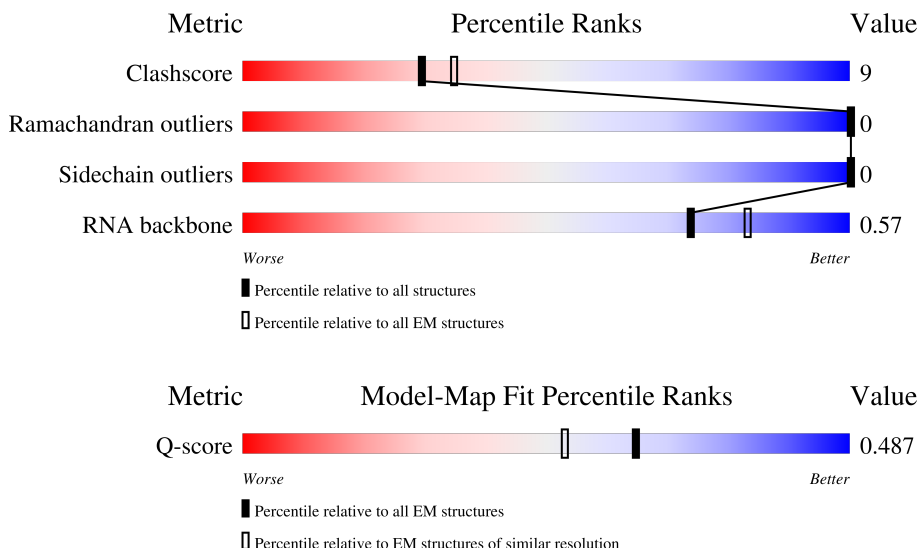 Metric Percentile Ranks Value
Clashscore 9
Ramachandran outliers 0
Sidechain outliers 0
RNA backbone 0.57
Worse Better
Percentile relative to all structures
Percentile relative to all EM structures
Metric Model-Map Fit Percentile Ranks Value
Q-score 0.487
Worse Better
Percentile relative to all EM structures
Percentile relative to EM structures of similar resolution